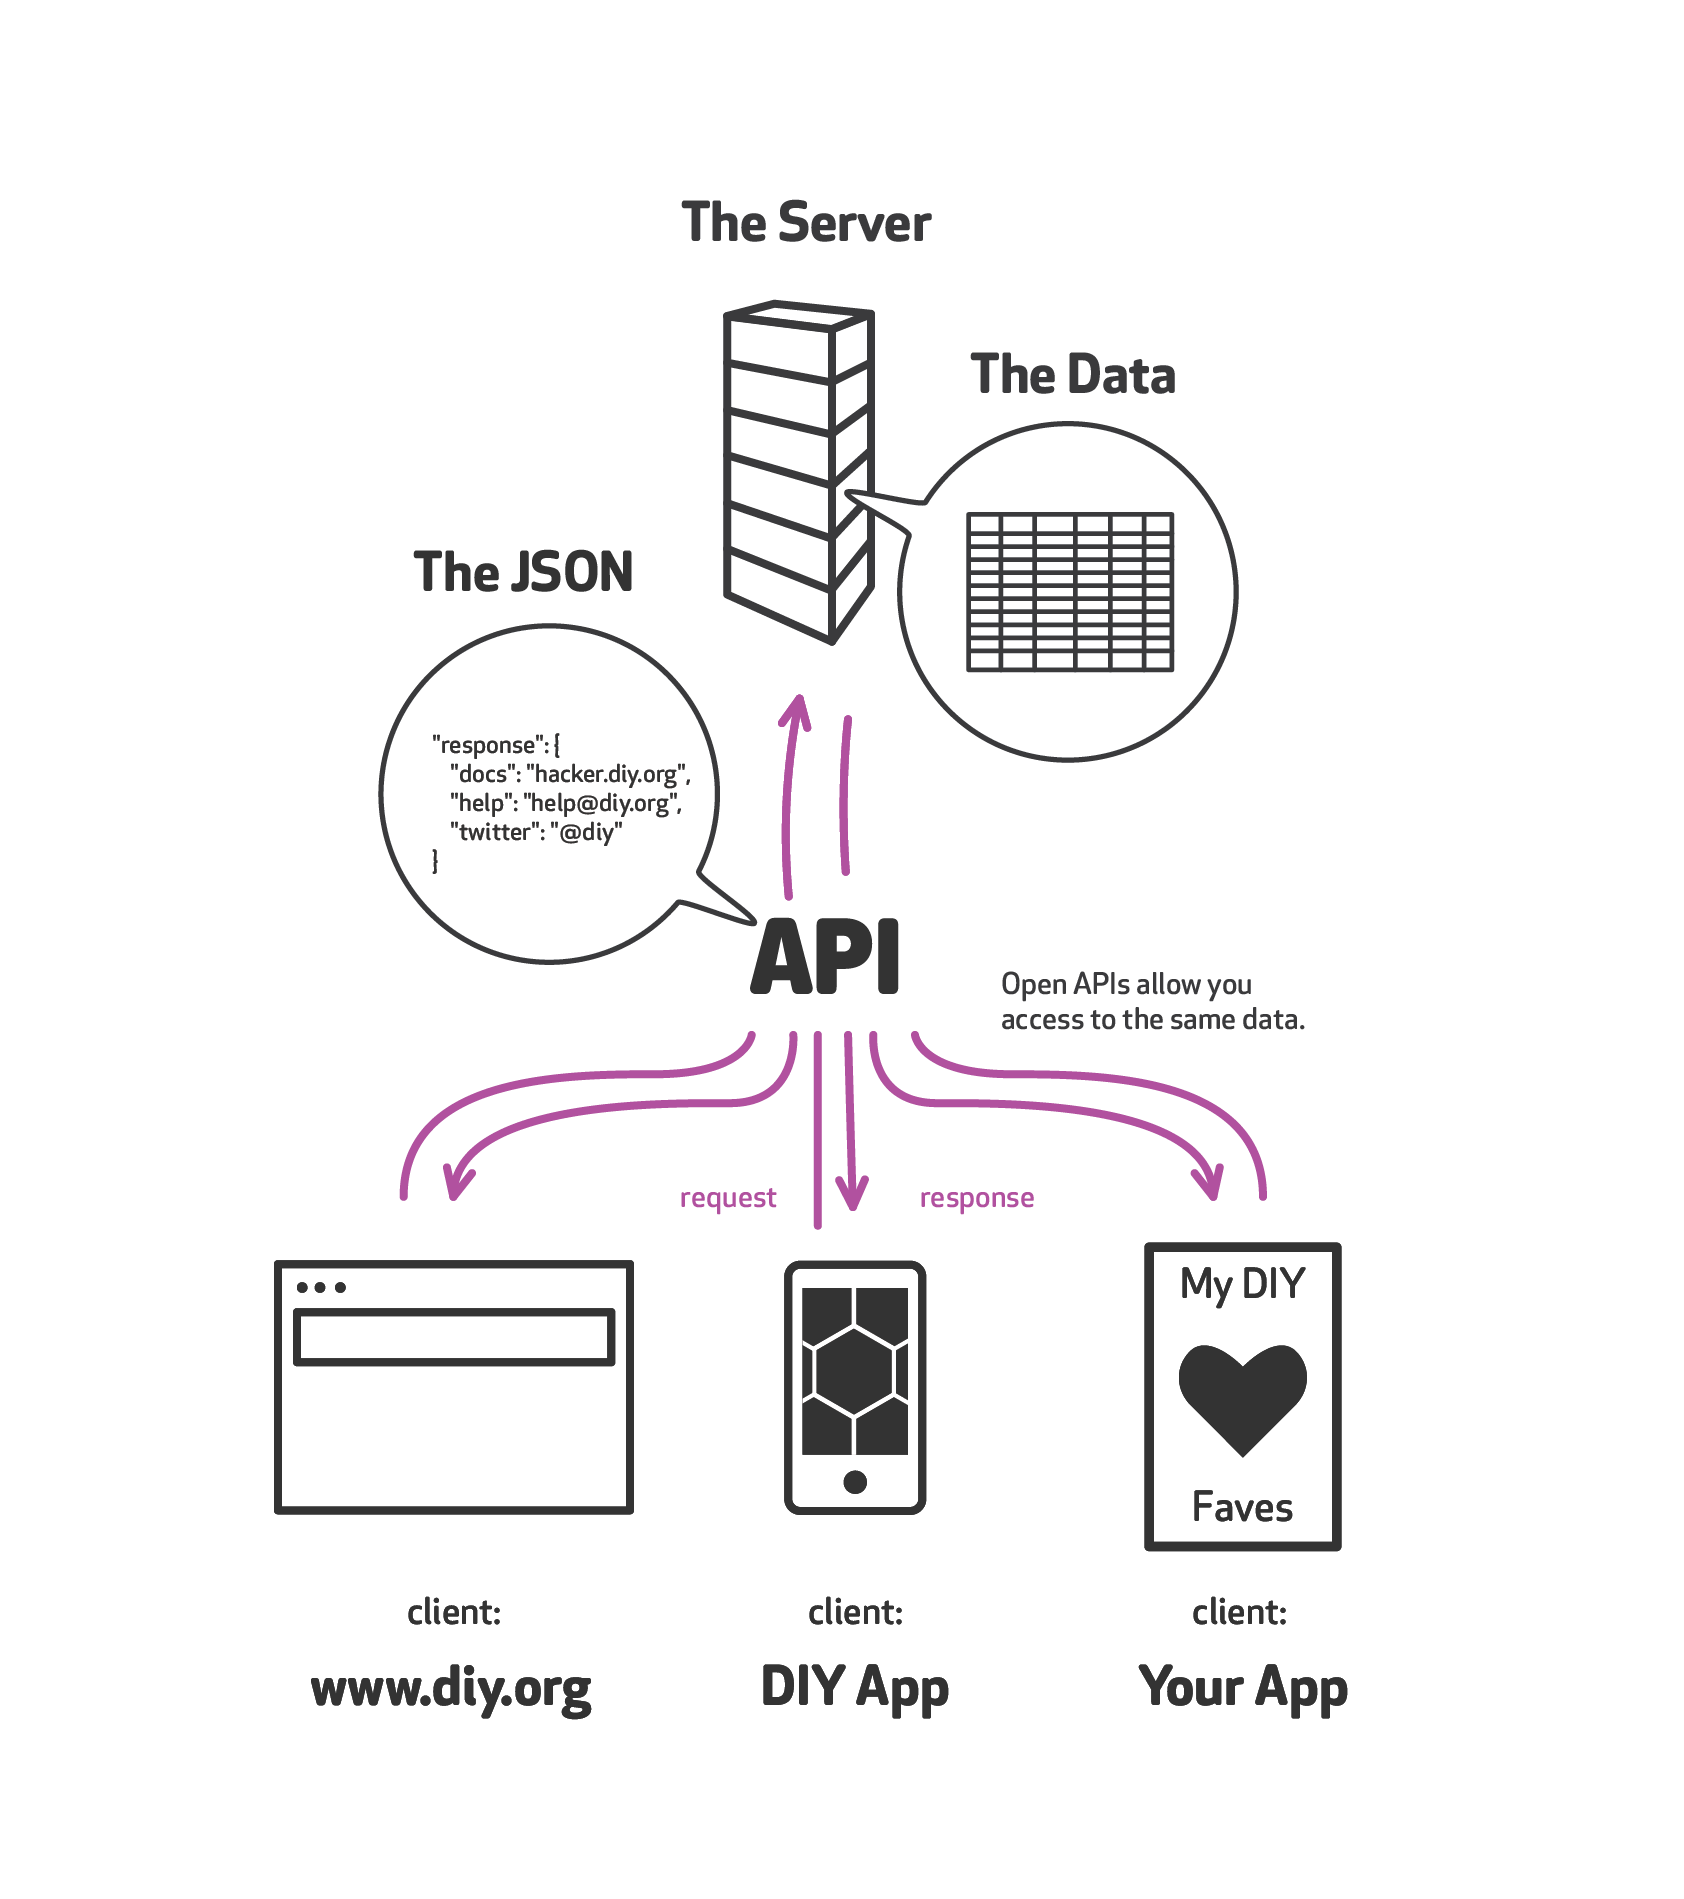 The Server
The Data
The JSON
"response": {
"docs": "hacker.diy.org",
"help": "help@diy.org",
"twitter": "@diy"
}
API
Open APIs allow you
access to the same data.
request
response
My DIY
Faves
client:
www.diy.org
client:
DIY App
client:
Your App